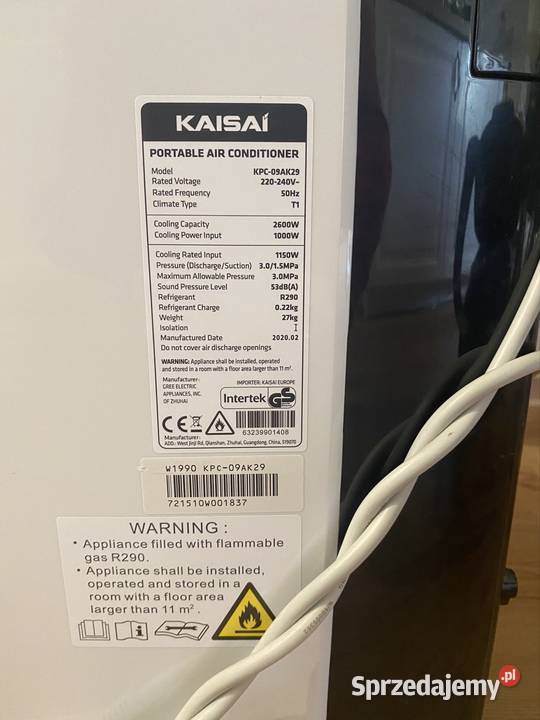 KAISAI
PORTABLE AIR CONDITIONER
Model KPC-09AK29
Rated Voltage 220-240V~
Rated Frequency 50Hz
Climate Type T1
Cooling Capacity 2600W
Cooling Power Input 1000W
Cooling Rated Input 1150W
Pressure (Discharge/Suction) 3.0/1.5MPa
Maximum Allowable Pressure 3.0MPa
Sound Pressure Level 53dB(A)
Refrigerant R290
Refrigerant Charge 0.22kg
Weight 27kg
Isolation I
Manufactured Date 2020.02
Do not cover air discharge openings
WARNING: Appliance shall be installed, operated
and stored in a room with a floor area larger than 11 m².
Manufacturer: IMPORTER: KAISAI EUROPE
GREE ELECTRIC
APPLIANCES, INC.
OF ZHUHAI
Intertek GS
CE
63239901408
Manufacturer:
ADD.: West Jinji Rd, Qianshan, Zhuhai, Guangdong, China, 519070
W1990 KPC-09AK29
721510W001837
WARNING :
• Appliance filled with flammable
gas R290.
• Appliance shall be installed,
operated and stored in a
room with a floor area
larger than 11 m².
Sprzedajemy.pl